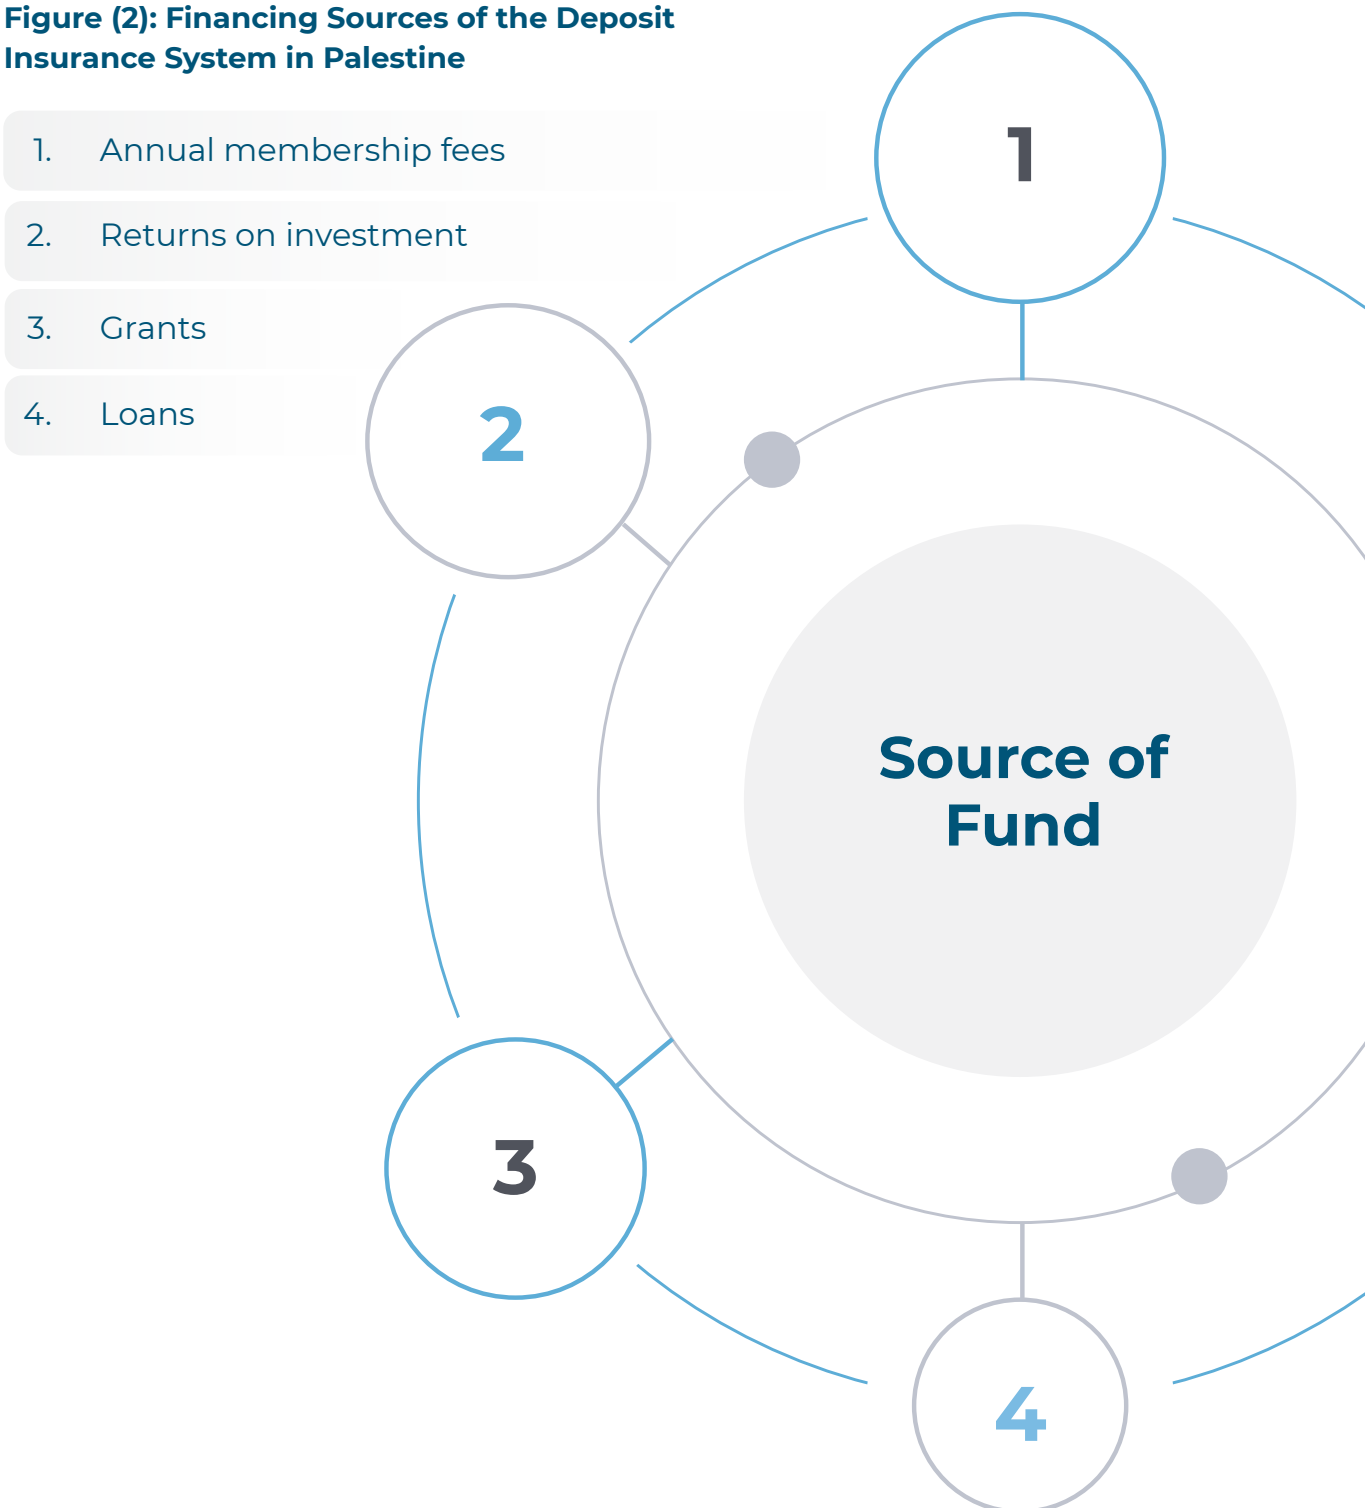 Figure (2): Financing Sources of the Deposit
Insurance System in Palestine
1. Annual membership fees
2. Returns on investment
3. Grants
4. Loans
1
2
Source of
Fund
3
4